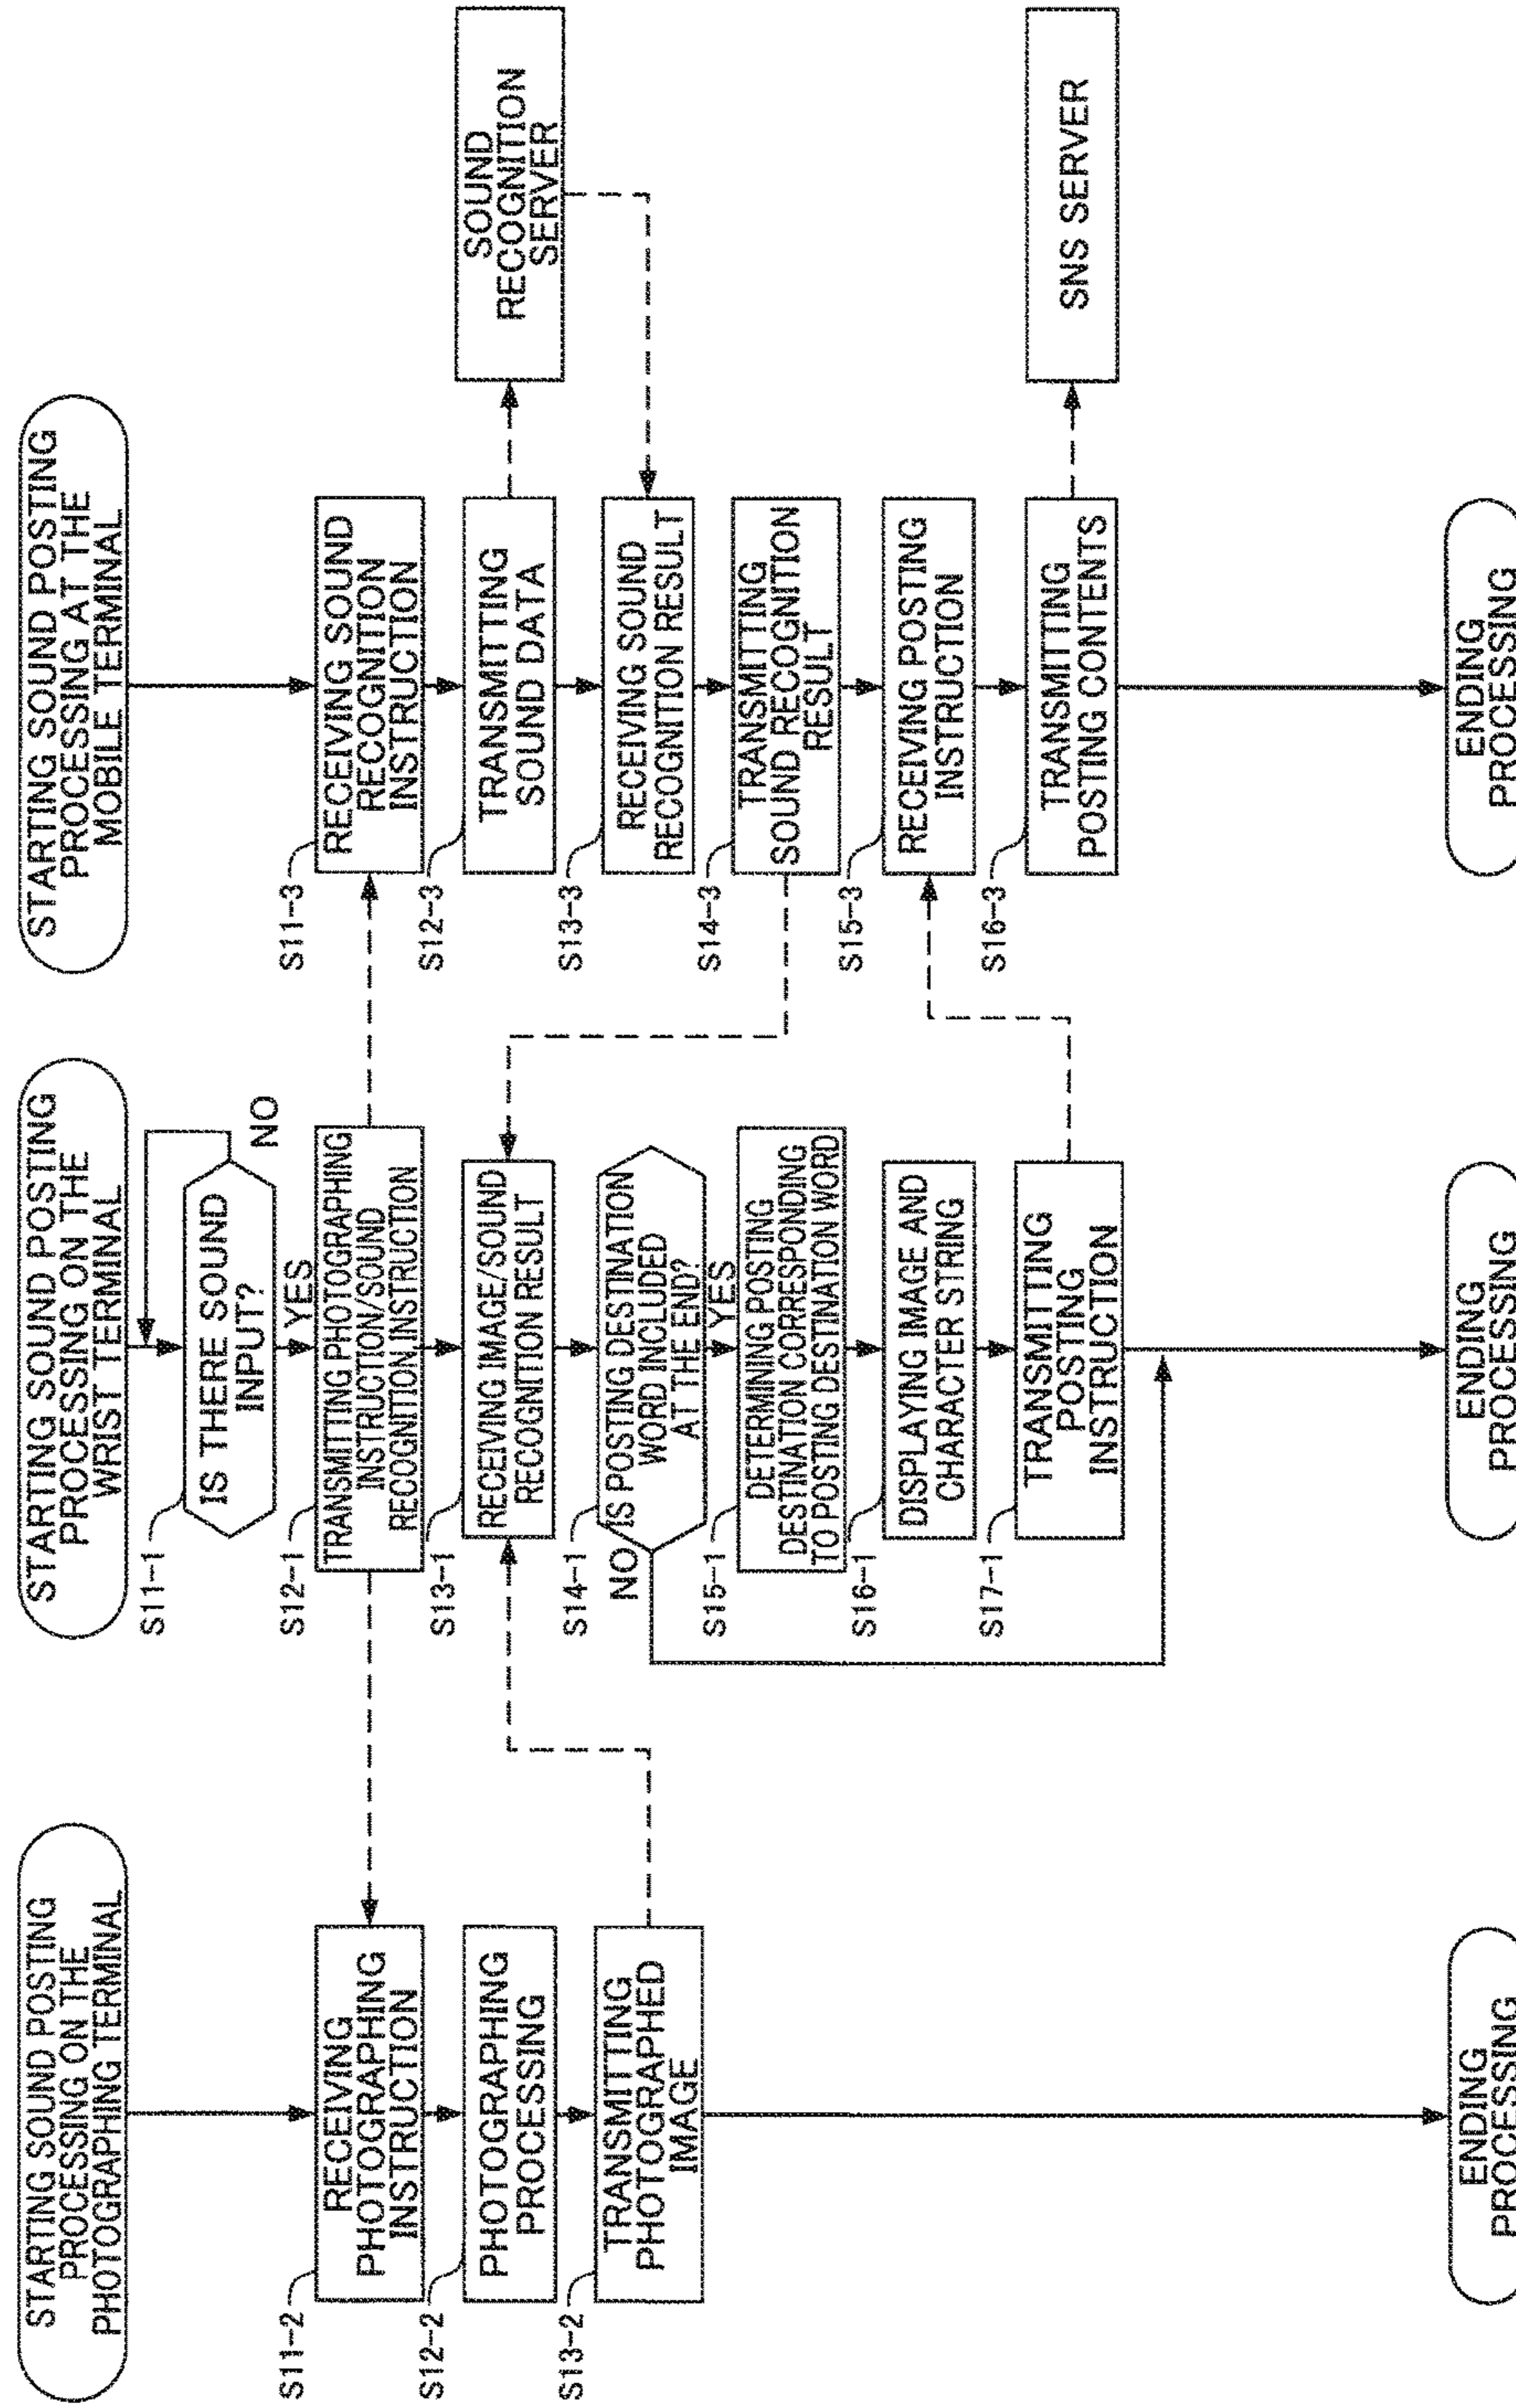 STARTING SOUND POSTING
PROCESSING ON THE
PHOTOGRAPHING TERMINAL
S11-2
RECEIVING
PHOTOGRAPHING
INSTRUCTION
S12-2
PHOTOGRAPHING
PROCESSING
S13-2
TRANSMITTING
PHOTOGRAPHED
IMAGE
ENDING
PROCESSING
STARTING SOUND POSTING
PROCESSING ON THE
WRIST TERMINAL
S11-1
IS THERE SOUND
INPUT?
NO
YES
S12-1
TRANSMITTING PHOTOGRAPHING
INSTRUCTION/SOUND
RECOGNITION INSTRUCTION
S13-1
RECEIVING IMAGE/SOUND
RECOGNITION RESULT
S14-1
NO
IS POSTING DESTINATION
WORD INCLUDED
AT THE END?
YES
S15-1
DETERMINING POSTING
DESTINATION CORRESPONDING
TO POSTING DESTINATION WORD
S16-1
DISPLAYING IMAGE AND
CHARACTER STRING
S17-1
TRANSMITTING
POSTING
INSTRUCTION
ENDING
PROCESSING
STARTING SOUND POSTING
PROCESSING AT THE
MOBILE TERMINAL
S11-3
RECEIVING SOUND
RECOGNITION
INSTRUCTION
S12-3
TRANSMITTING
SOUND DATA
S13-3
RECEIVING SOUND
RECOGNITION RESULT
S14-3
TRANSMITTING
SOUND RECOGNITION
RESULT
S15-3
RECEIVING POSTING
INSTRUCTION
S16-3
TRANSMITTING
POSTING CONTENTS
ENDING
PROCESSING
SOUND
RECOGNITION
SERVER
SNS SERVER